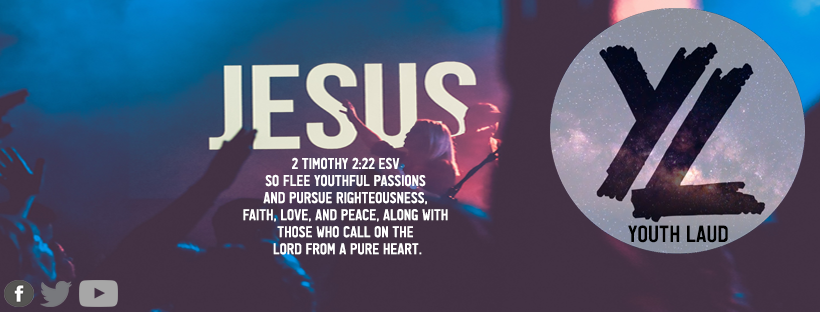 JESUS
2 TIMOTHY 2:22 ESV
SO FLEE YOUTHFUL PASSIONS
AND PURSUE RIGHTEOUSNESS,
FAITH, LOVE, AND PEACE, ALONG WITH
THOSE WHO CALL ON THE
LORD FROM A PURE HEART.
YL
YOUTH LAUD
f